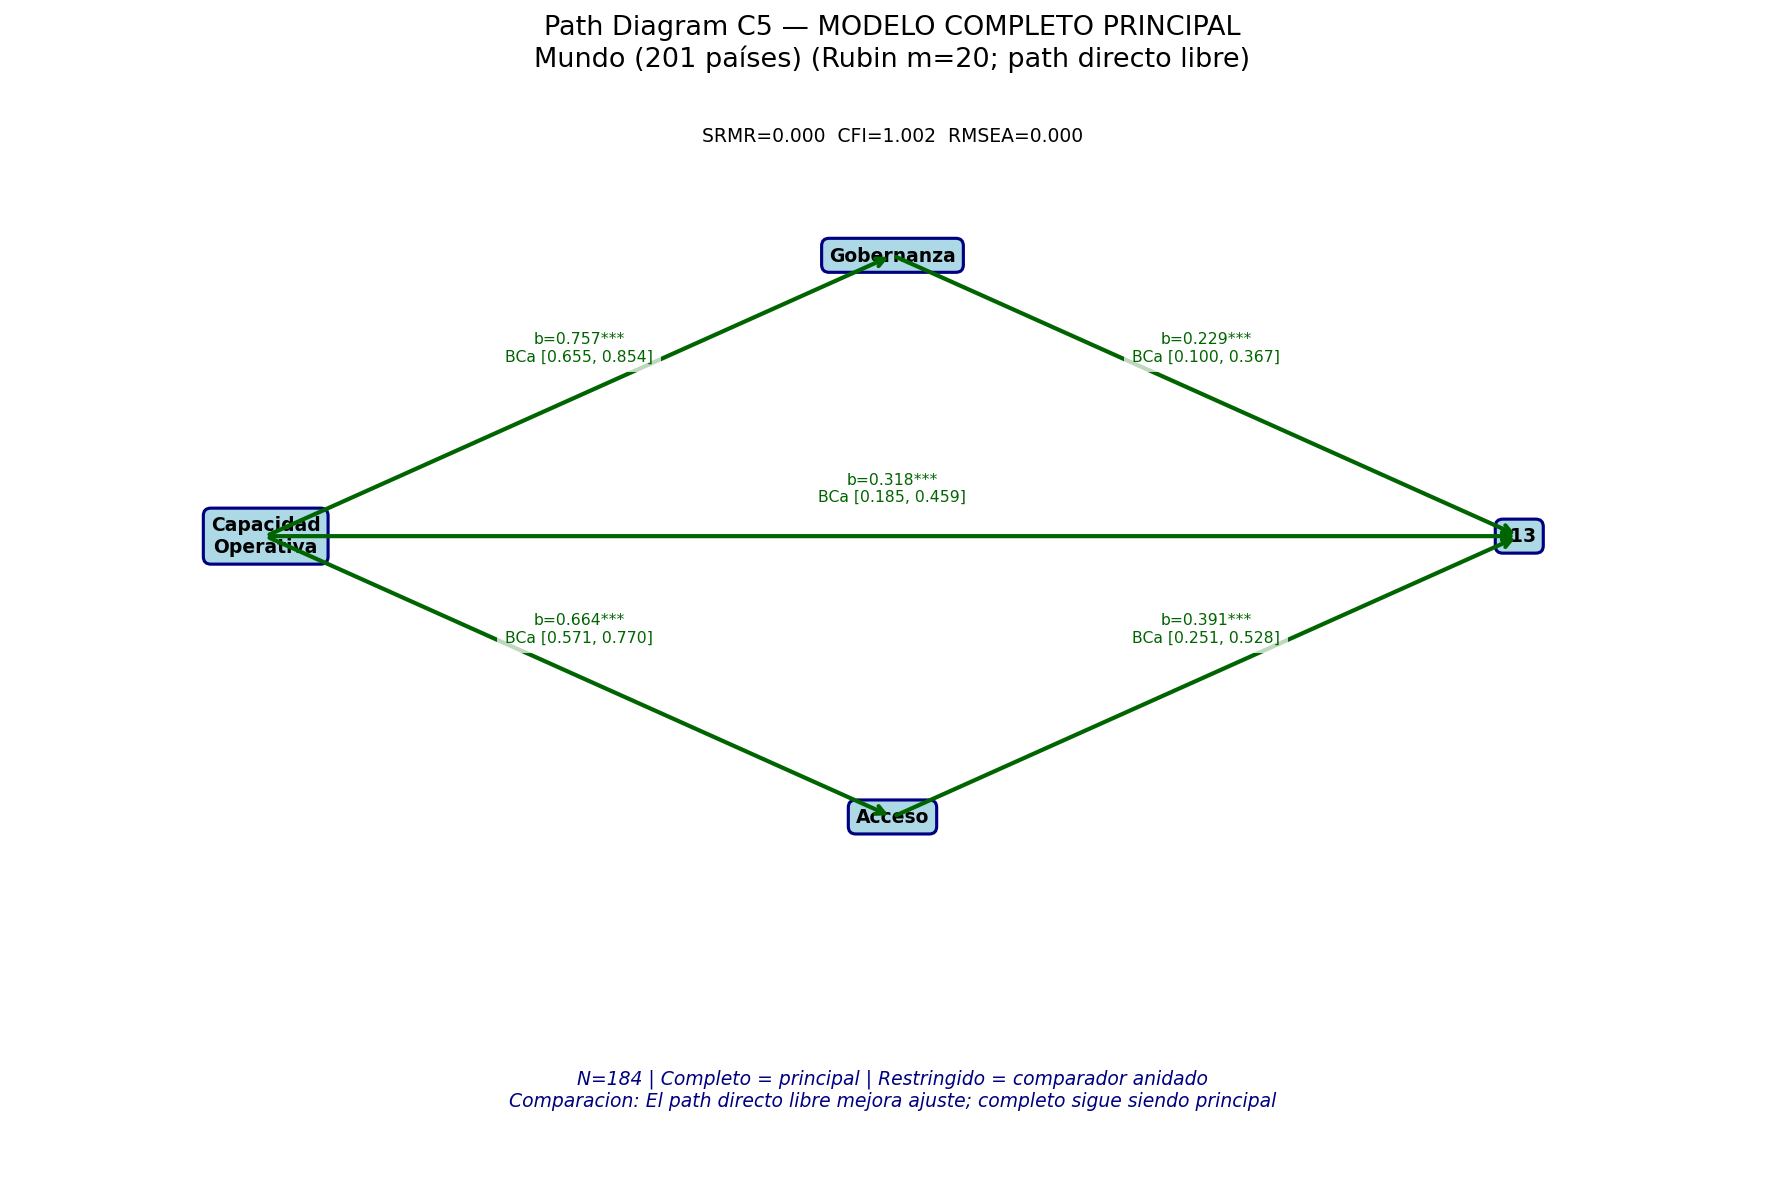 Path Diagram C5 — MODELO COMPLETO PRINCIPAL
Mundo (201 países) (Rubin m=20; path directo libre)
SRMR=0.000  CFI=1.002  RMSEA=0.000
Gobernanza
b=0.757***
BCa [0.655, 0.854]
b=0.229***
BCa [0.100, 0.367]
b=0.318***
BCa [0.185, 0.459]
Capacidad
Operativa
b=0.664***
BCa [0.571, 0.770]
b=0.391***
BCa [0.251, 0.528]
Acceso
N=184 | Completo = principal | Restringido = comparador anidado
Comparacion: El path directo libre mejora ajuste; completo sigue siendo principal